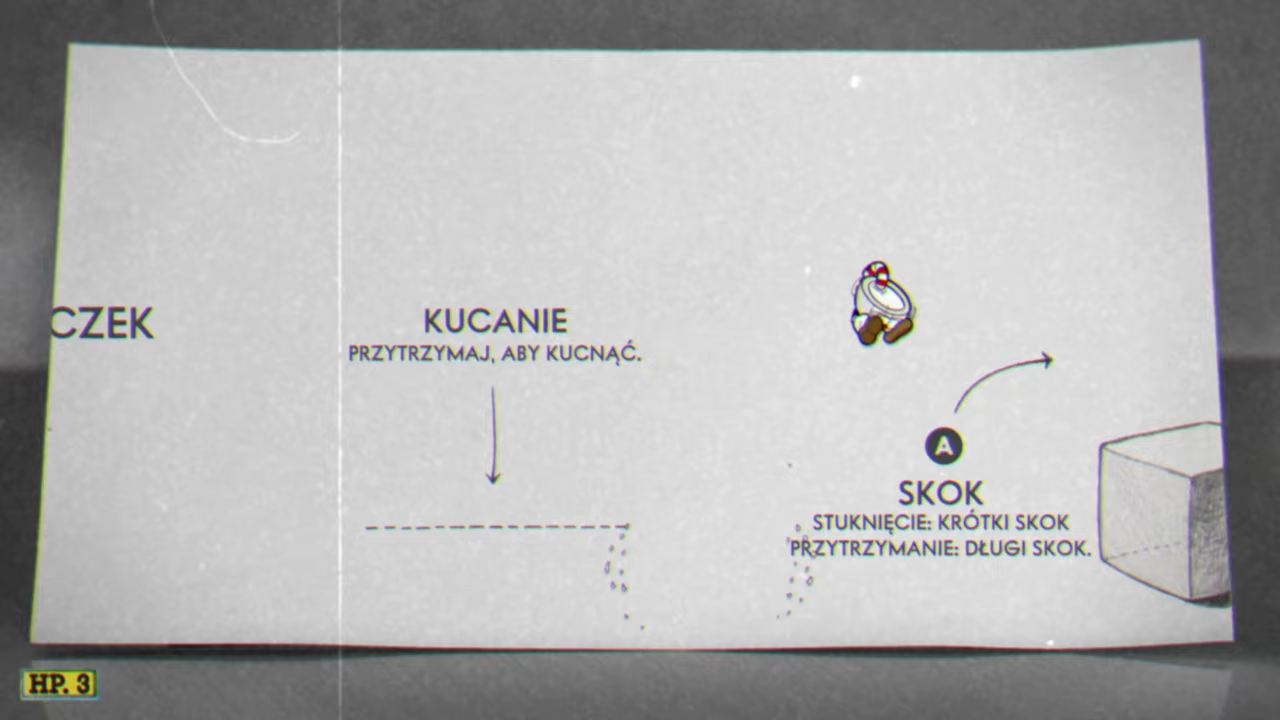 CZEK
KUCANIE
PRZYTRZYMAJ, ABY KUCNĄĆ.
A
SKOK
STUKNIĘCIE: KRÓTKI SKOK
PRZYTRZYMANIE: DŁUGI SKOK.
HP. 3